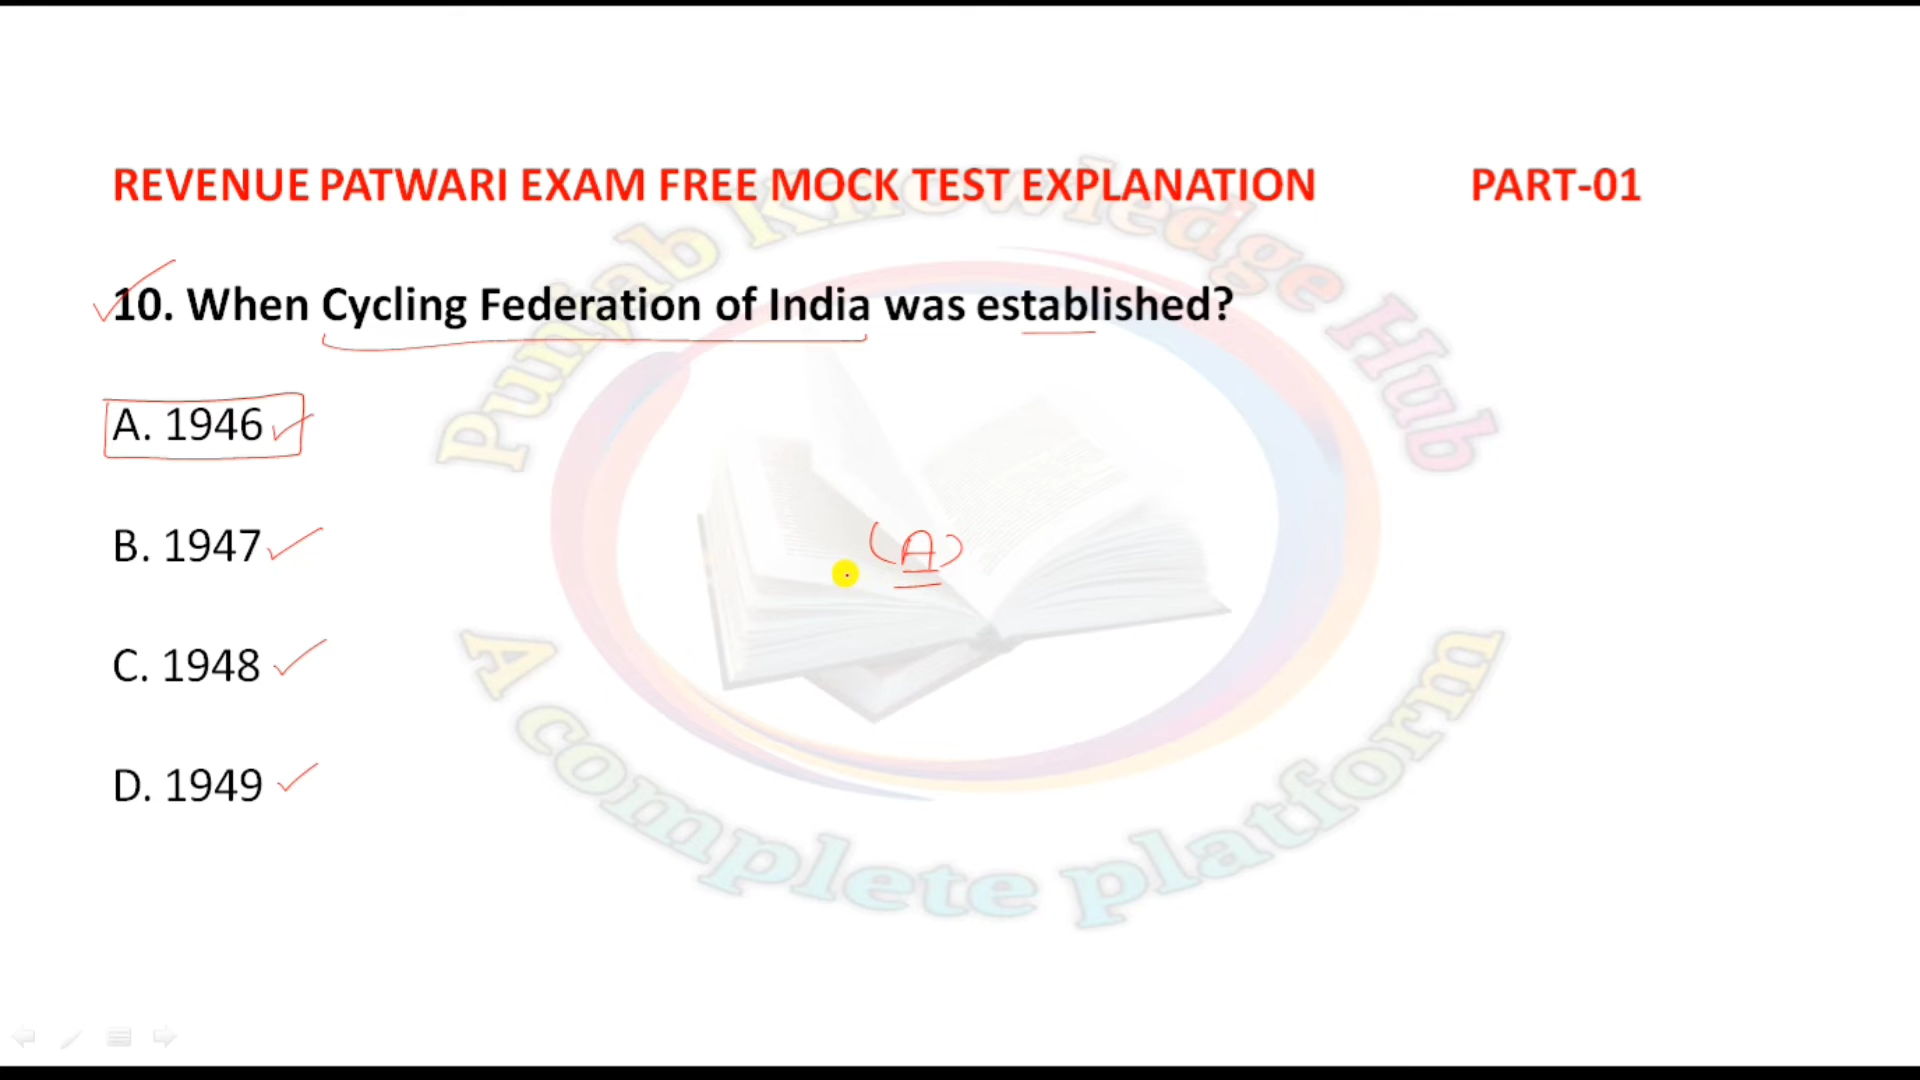 REVENUE PATWARI EXAM FREE MOCK TEST EXPLANATION PART-01
Punjab Knowledge Hub
10. When Cycling Federation of India was established?
A. 1946
B. 1947
(A)
C. 1948
D. 1949
A complete platform